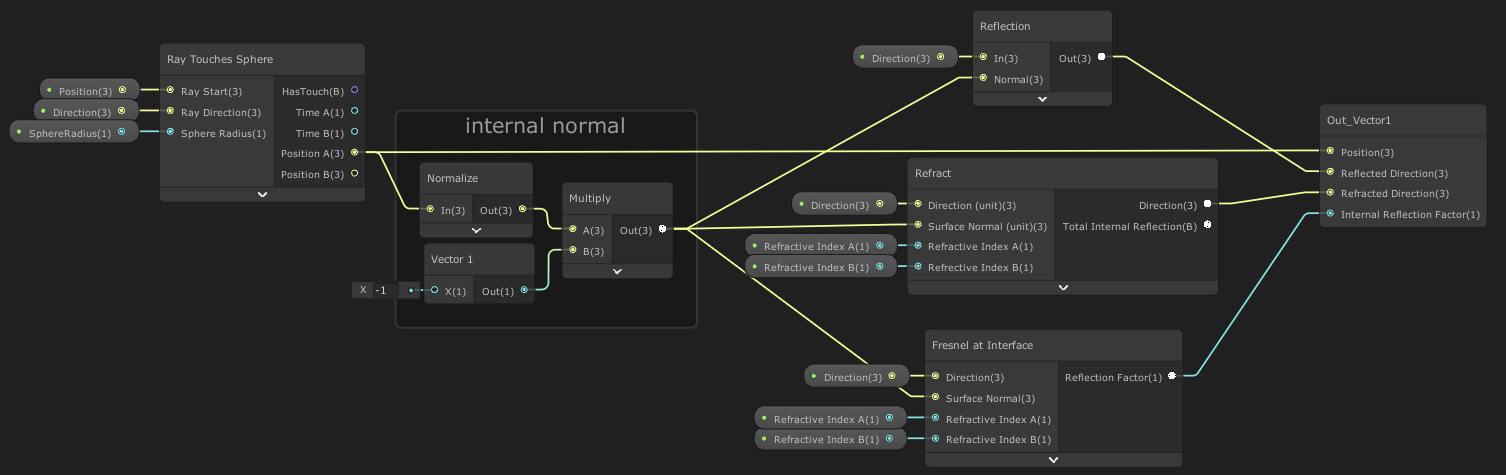 Ray Touches Sphere
Position(3)
Direction(3)
SphereRadius(1)
Ray Start(3)
Ray Direction(3)
Sphere Radius(1)
HasTouch(B)
Time A(1)
Time B(1)
Position A(3)
Position B(3)
internal normal
Normalize
In(3)
Out(3)
Vector 1
X -1
X(1)
Out(1)
Multiply
A(3)
B(3)
Out(3)
Reflection
Direction(3)
In(3)
Normal(3)
Out(3)
Refract
Direction(3)
Refractive Index A(1)
Refractive Index B(1)
Direction (unit)(3)
Surface Normal (unit)(3)
Refractive Index A(1)
Refrective Index B(1)
Direction(3)
Total Internal Reflection(B)
Fresnel at Interface
Direction(3)
Refractive Index A(1)
Refractive Index B(1)
Direction(3)
Surface Normal(3)
Refractive Index A(1)
Refrective Index B(1)
Reflection Factor(1)
Out_Vector1
Position(3)
Reflected Direction(3)
Refracted Direction(3)
Internal Reflection Factor(1)